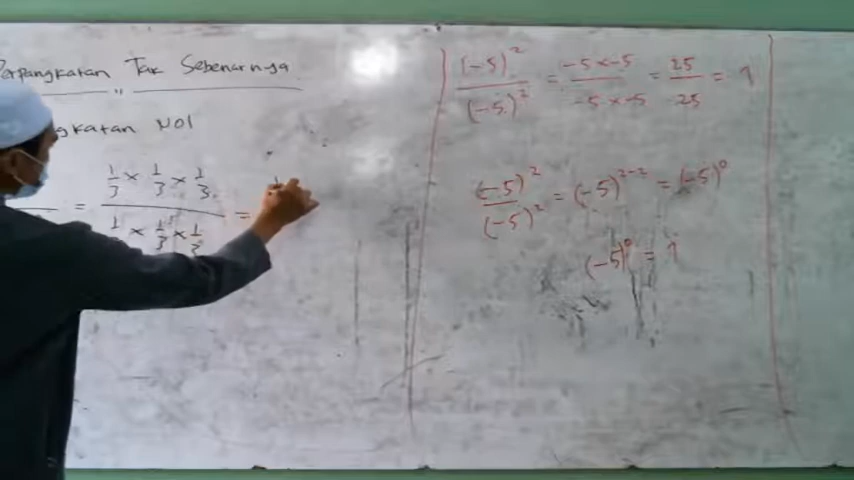 Perpangkatan Tak Sebenarnya
gkatan Nol
= 1/3 × 1/3 × 1/3 / 1 × 1/3 × 1/3 = 1
(-5)² / (-5)² = -5 × -5 / -5 × -5 = 25 / 25 = 1
(-5)² / (-5)² = (-5)²⁻² = (-5)⁰
(-5)⁰ = 1